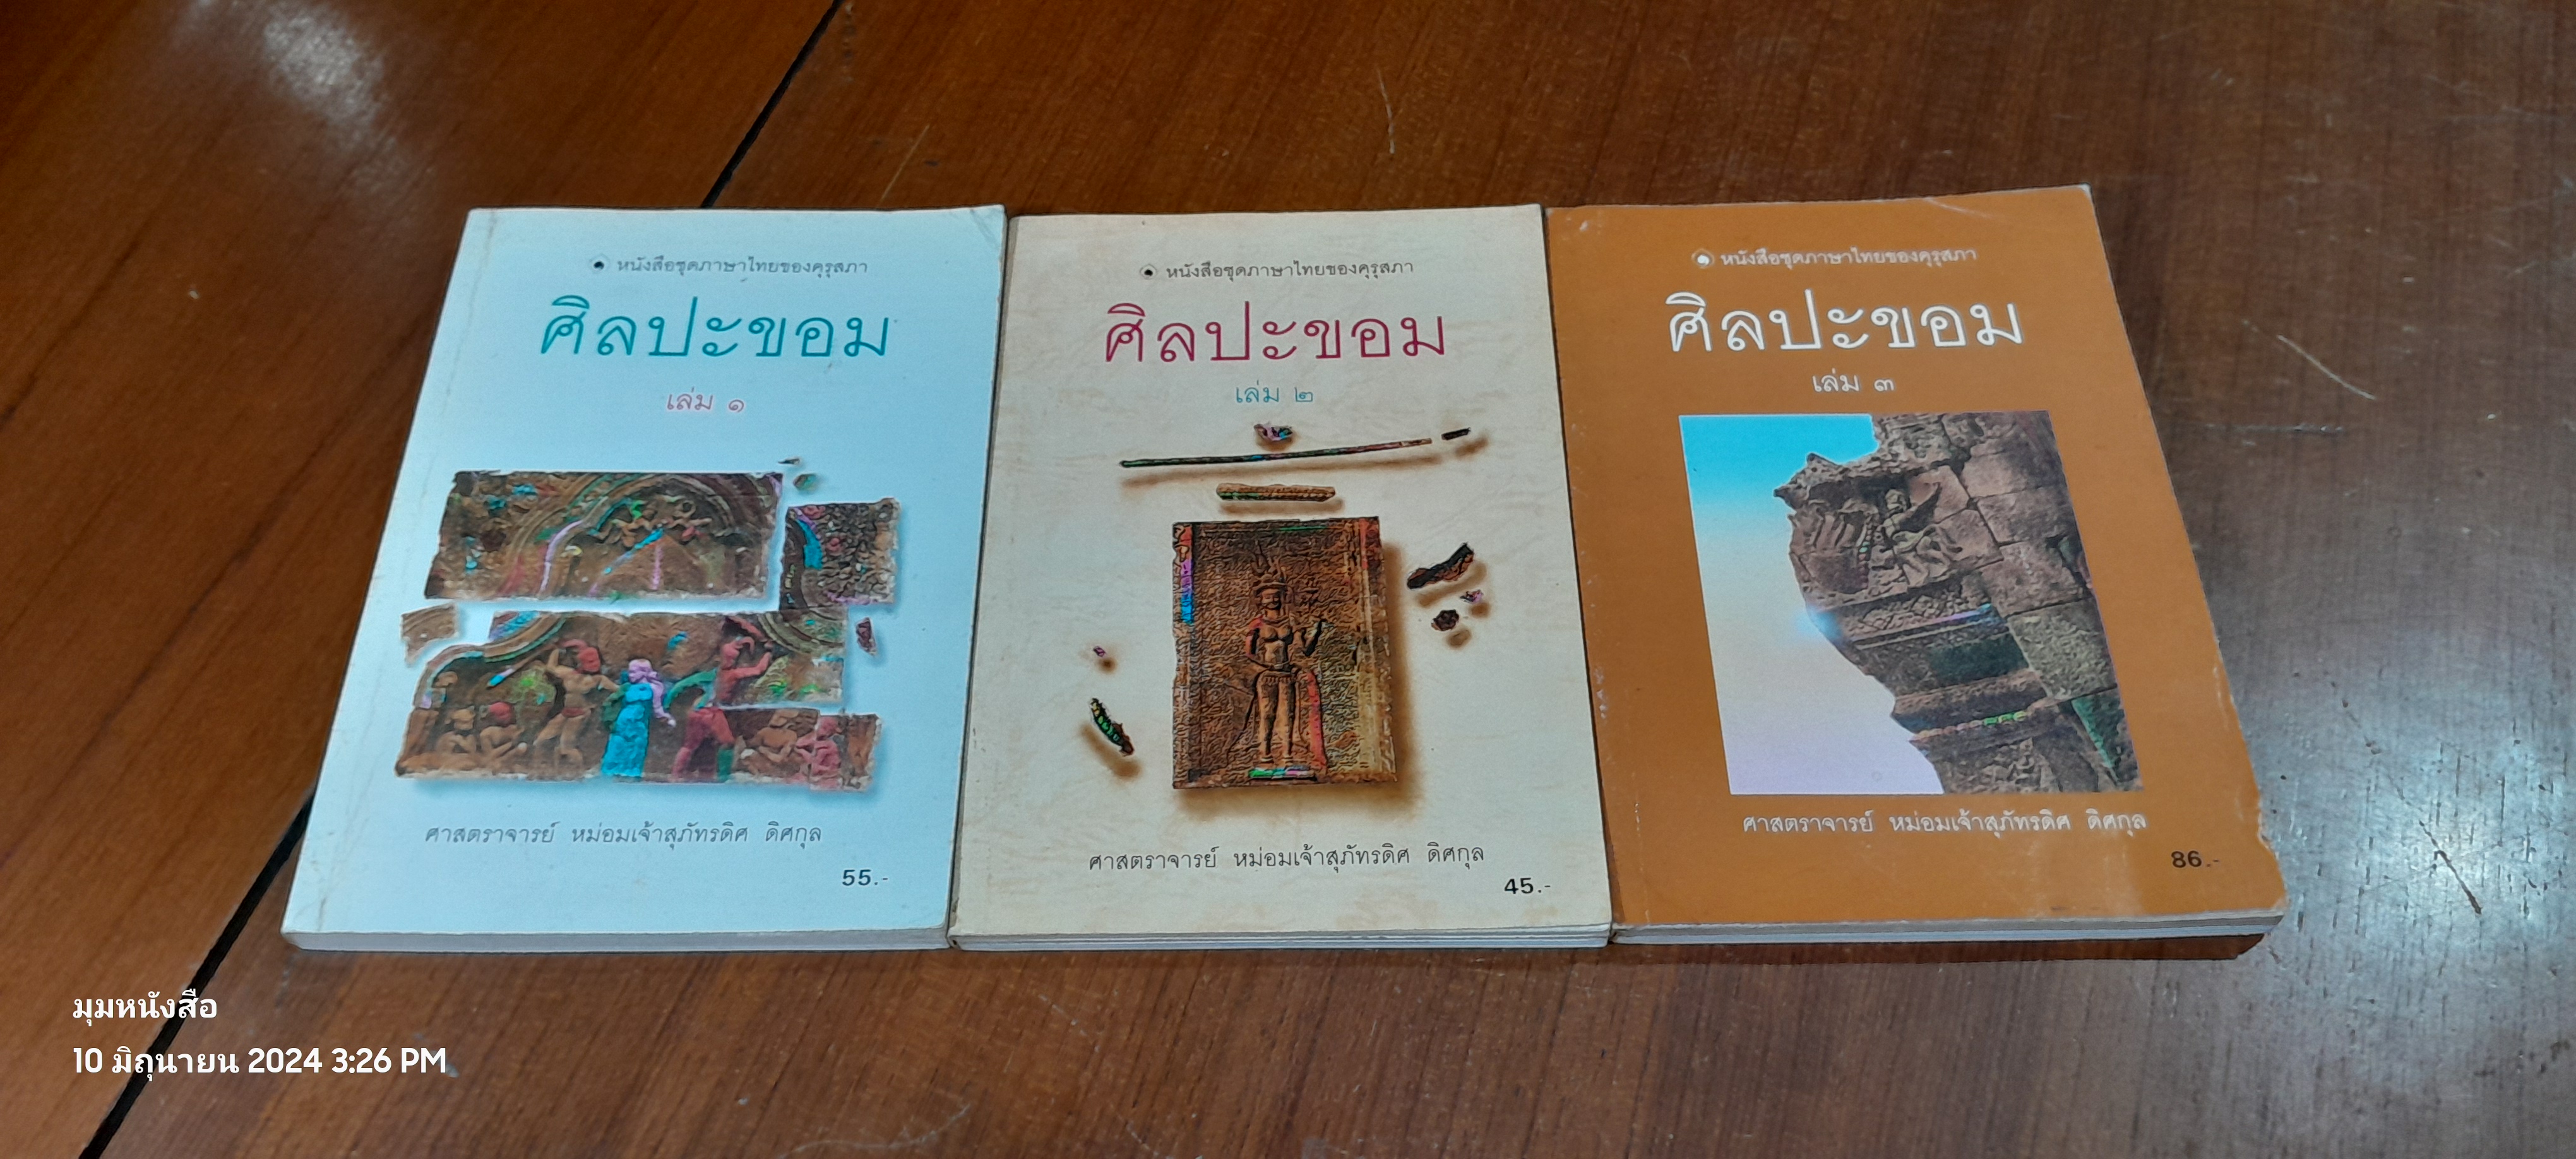 หนังสือชุดภาษาไทยของคุรุสภา
ศิลปะขอม
เล่ม ๑
ศาสตราจารย์ หม่อมเจ้าสุภัทรดิศ ดิศกุล
55.-
หนังสือชุดภาษาไทยของคุรุสภา
ศิลปะขอม
เล่ม ๒
ศาสตราจารย์ หม่อมเจ้าสุภัทรดิศ ดิศกุล
45.-
หนังสือชุดภาษาไทยของคุรุสภา
ศิลปะขอม
เล่ม ๓
ศาสตราจารย์ หม่อมเจ้าสุภัทรดิศ ดิศกุล
86.-
มุมหนังสือ
10 มิถุนายน 2024 3:26 PM